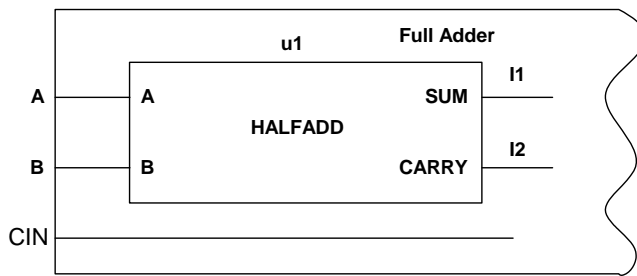 u1 Full Adder
I1
A A SUM
HALFADD
I2
B B CARRY
CIN